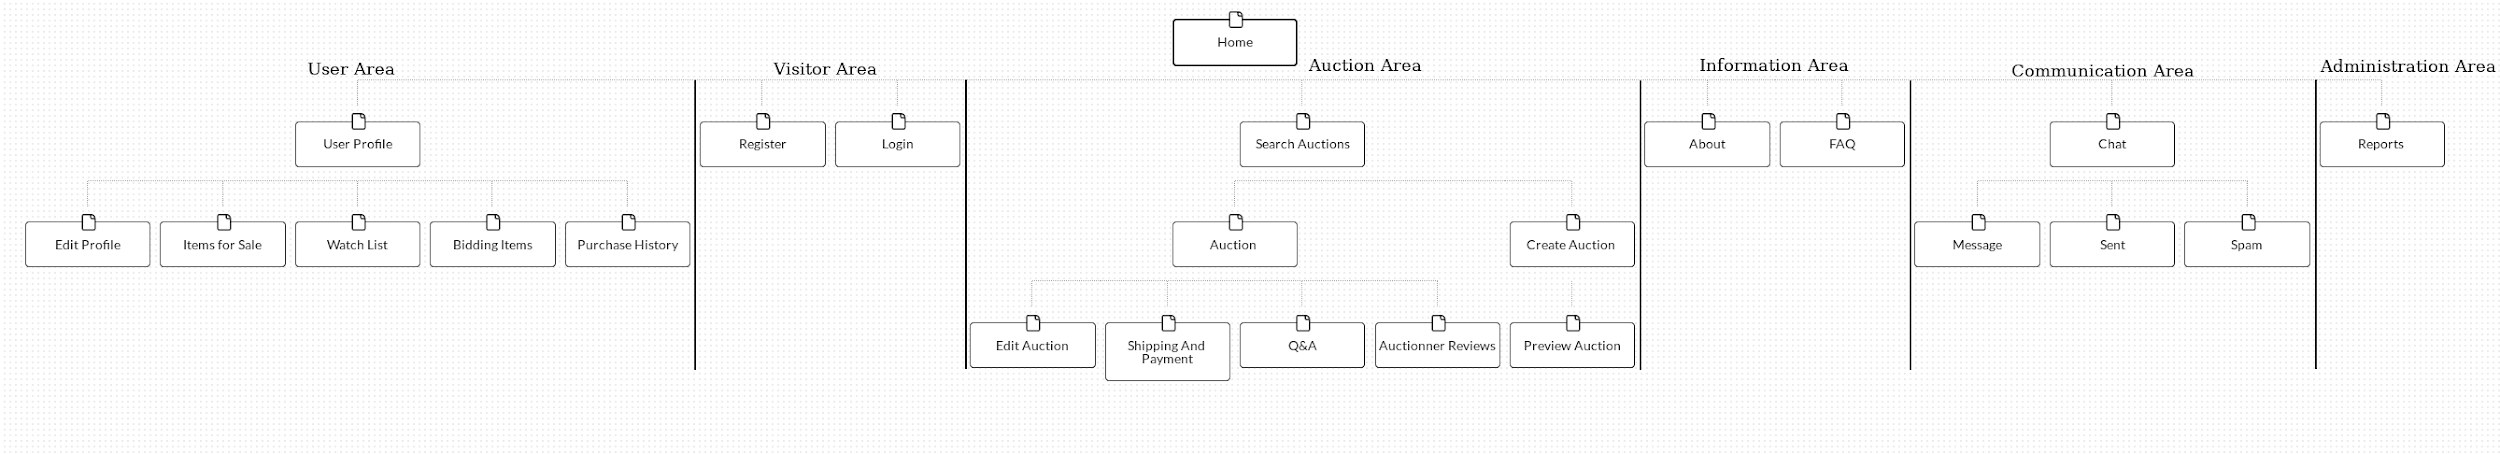 Home
User Area
Visitor Area
Auction Area
Information Area
Communication Area
Administration Area
User Profile
Register
Login
Search Auctions
About
FAQ
Chat
Reports
Edit Profile
Items for Sale
Watch List
Bidding Items
Purchase History
Auction
Create Auction
Message
Sent
Spam
Edit Auction
Shipping And
Payment
Q&A
Auctionner Reviews
Preview Auction